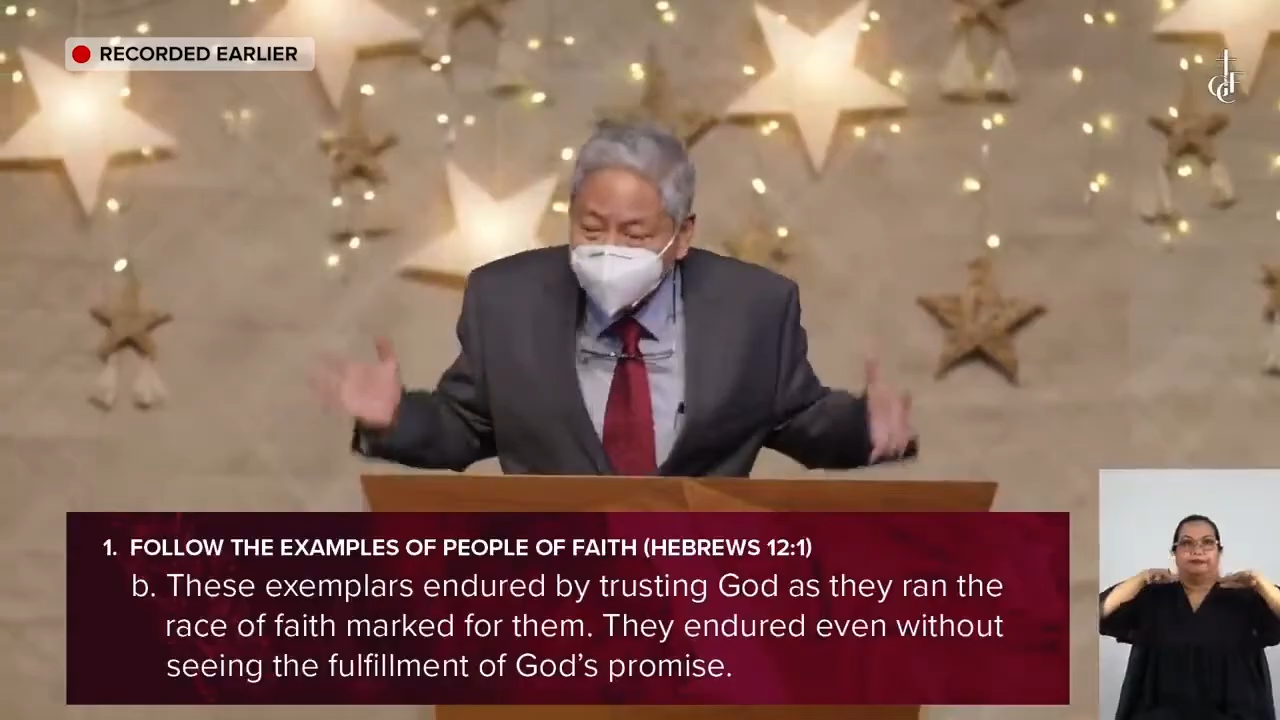 RECORDED EARLIER
1. FOLLOW THE EXAMPLES OF PEOPLE OF FAITH (HEBREWS 12:1)
b. These exemplars endured by trusting God as they ran the
race of faith marked for them. They endured even without
seeing the fulfillment of God’s promise.